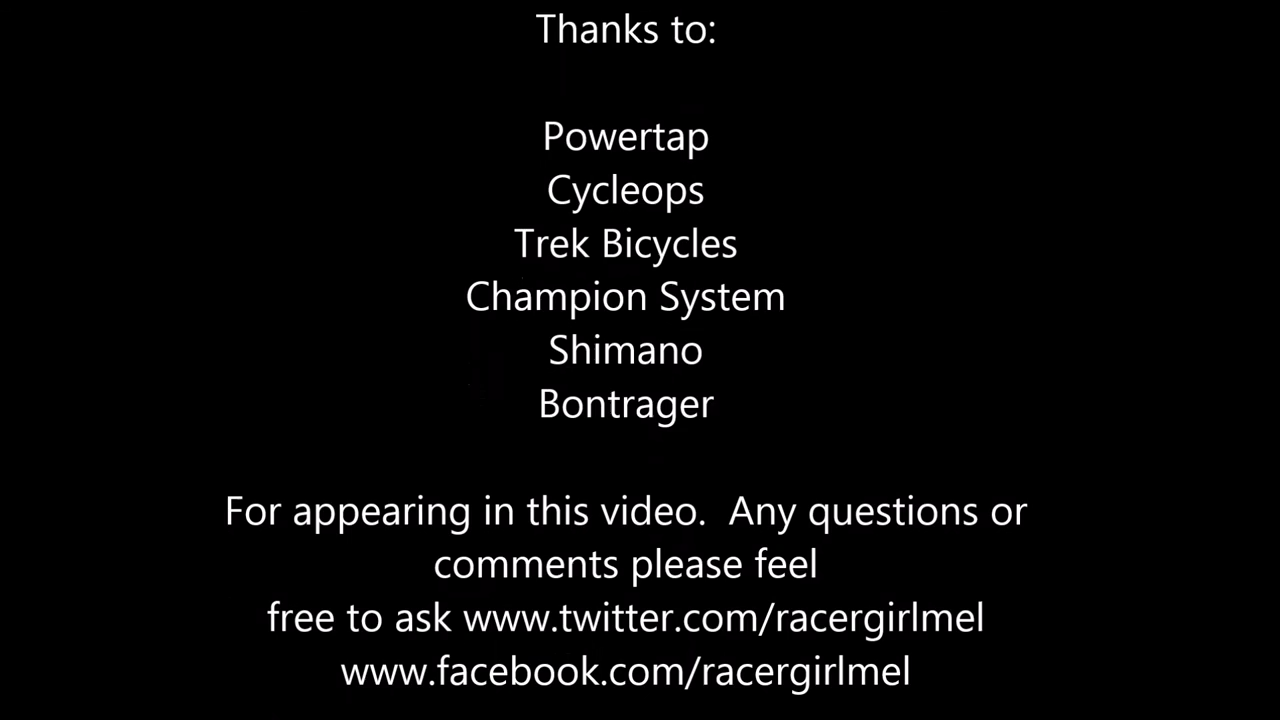 Thanks to:
Powertap
Cycleops
Trek Bicycles
Champion System
Shimano
Bontrager
For appearing in this video.  Any questions or
comments please feel
free to ask www.twitter.com/racergirlmel
www.facebook.com/racergirlmel